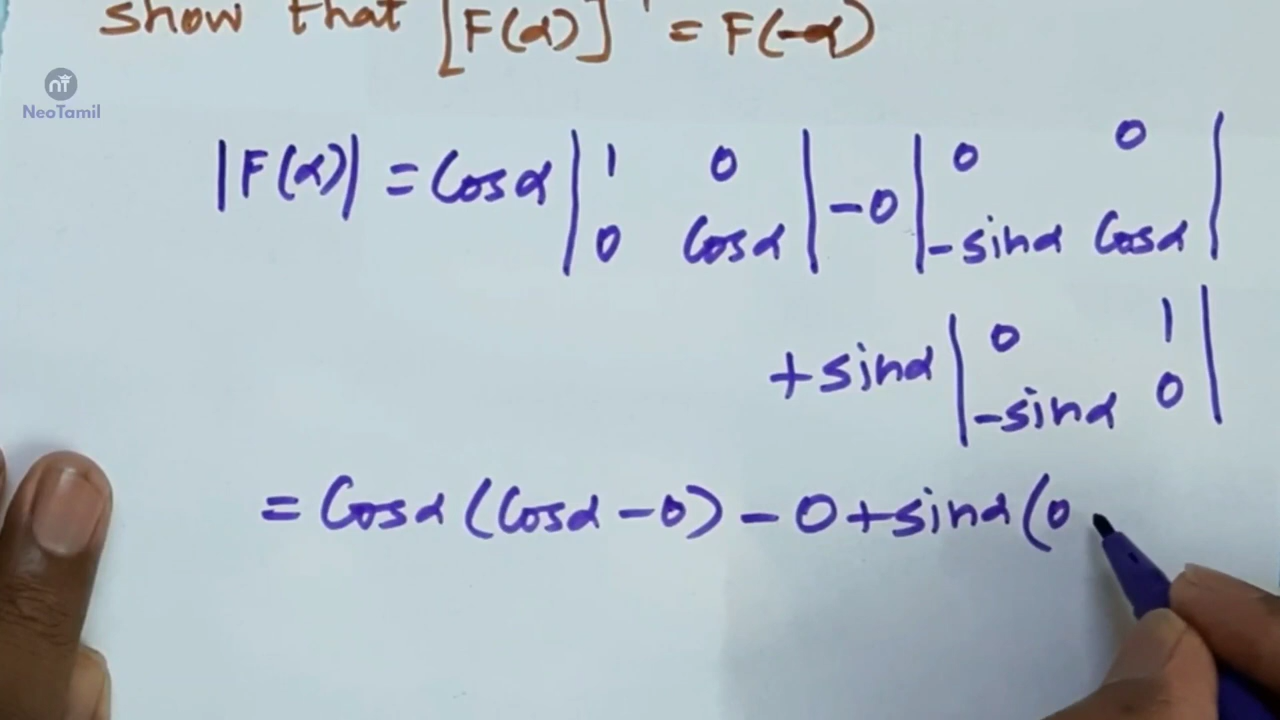 show that [F(α)]' = F(-α)
NeoTamil
|F(α)| = Cosα | 1 0 | - 0 | 0 0 |
0 Cosα -sinα Cosα
+ sinα | 0 1 |
-sinα 0
= Cosα (Cosα - 0) - 0 + sinα (0